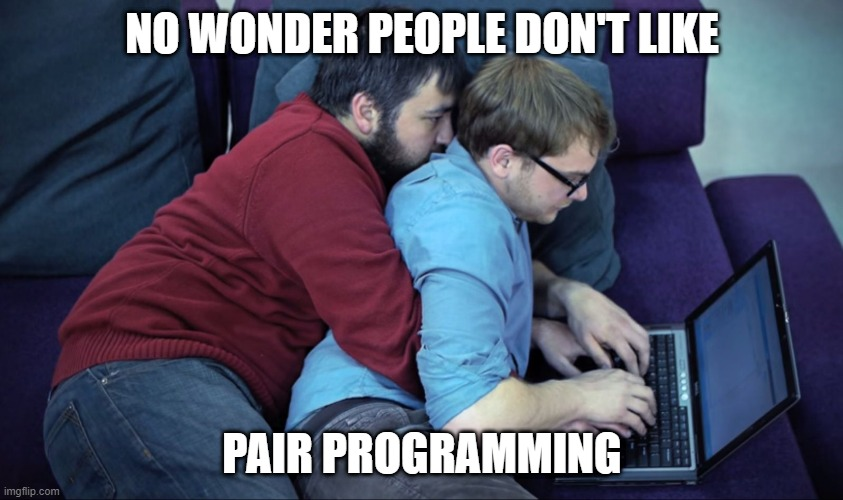 NO WONDER PEOPLE DON'T LIKE
PAIR PROGRAMMING
imgflip.com